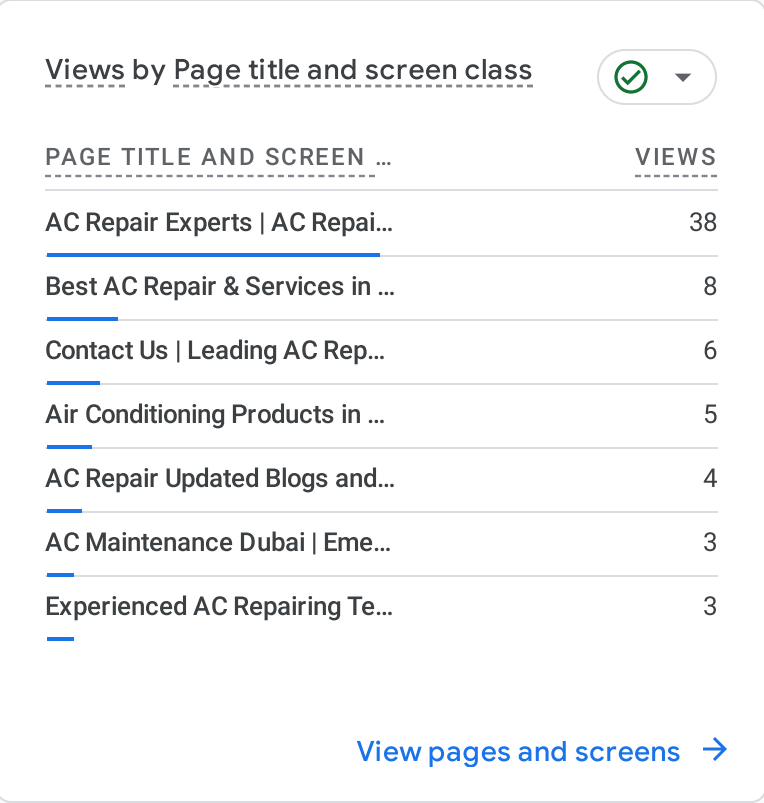 Views by Page title and screen class
PAGE TITLE AND SCREEN ... VIEWS
AC Repair Experts | AC Repai... 38
Best AC Repair & Services in ... 8
Contact Us | Leading AC Rep... 6
Air Conditioning Products in ... 5
AC Repair Updated Blogs and... 4
AC Maintenance Dubai | Eme... 3
Experienced AC Repairing Te... 3
View pages and screens